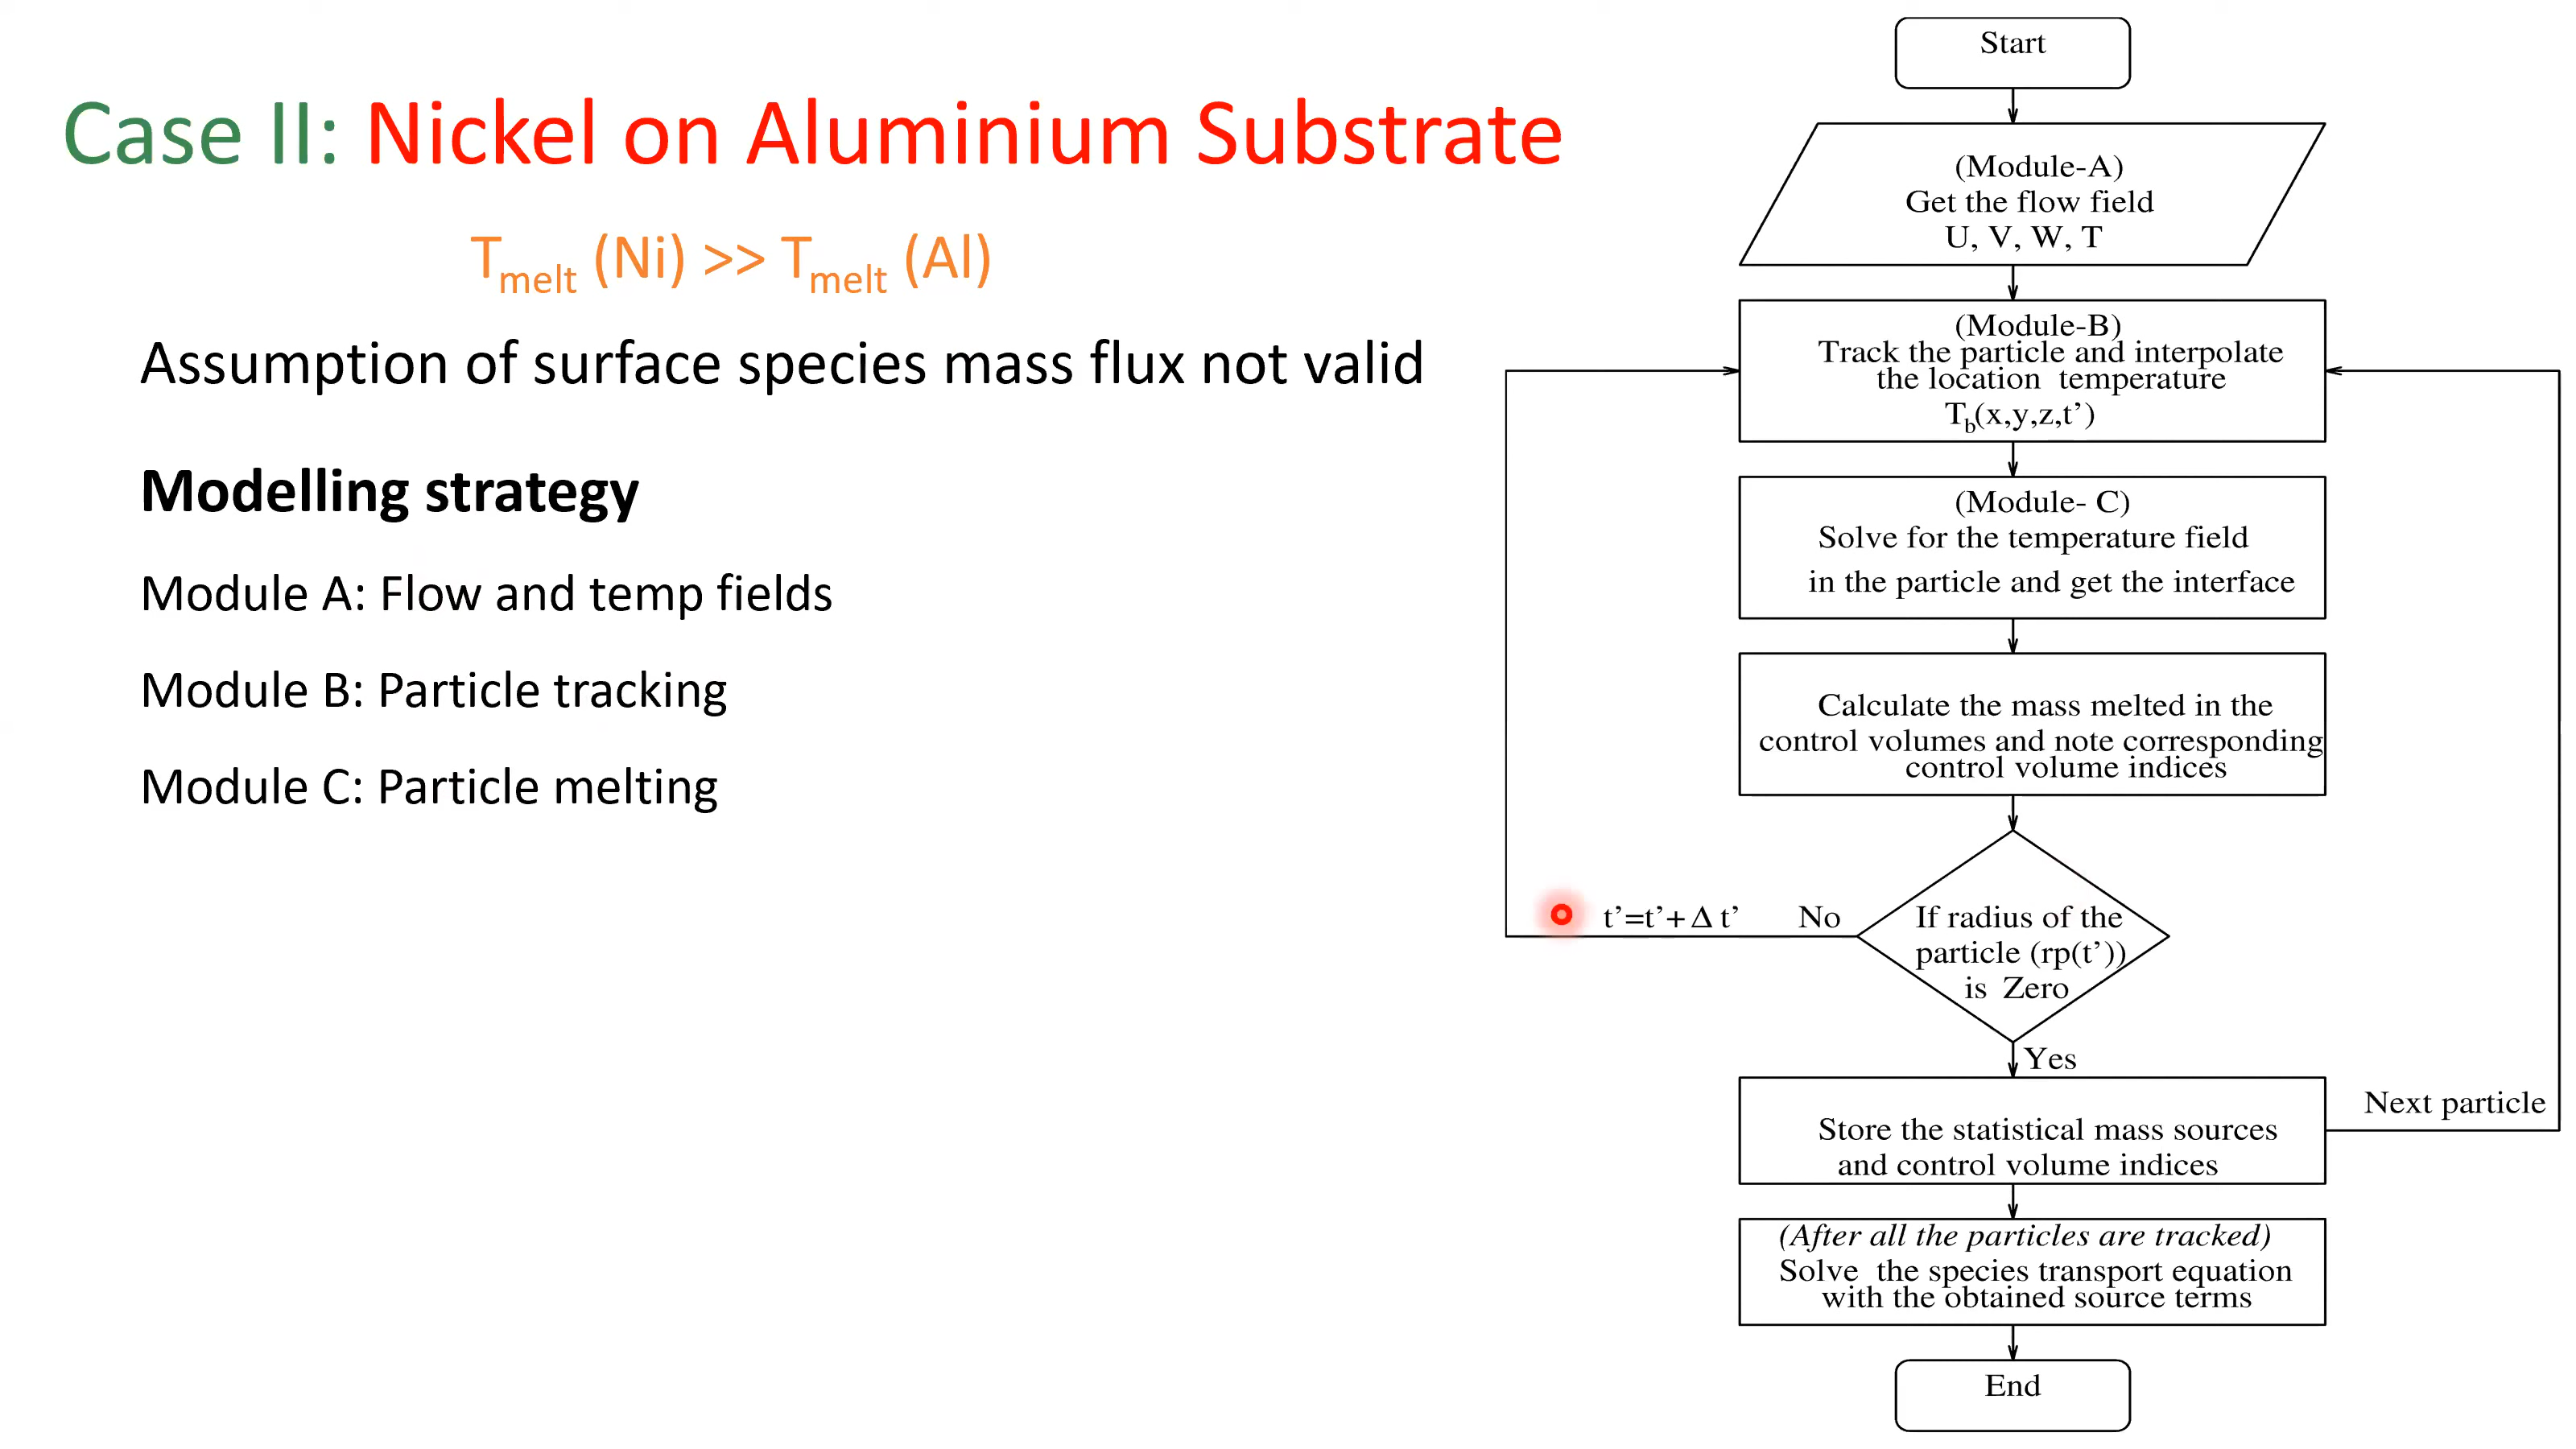 Case II: Nickel on Aluminium Substrate
Tmelt (Ni) >> Tmelt (Al)
Assumption of surface species mass flux not valid
Modelling strategy
Module A: Flow and temp fields
Module B: Particle tracking
Module C: Particle melting
Start
(Module-A)
Get the flow field
U, V, W, T
(Module-B)
Track the particle and interpolate
the location temperature
Tb(x,y,z,t’)
(Module- C)
Solve for the temperature field
in the particle and get the interface
Calculate the mass melted in the
control volumes and note corresponding
control volume indices
t’=t’+ Δ t’ No
If radius of the
particle (rp(t’))
is Zero
Yes
Next particle
Store the statistical mass sources
and control volume indices
(After all the particles are tracked)
Solve the species transport equation
with the obtained source terms
End